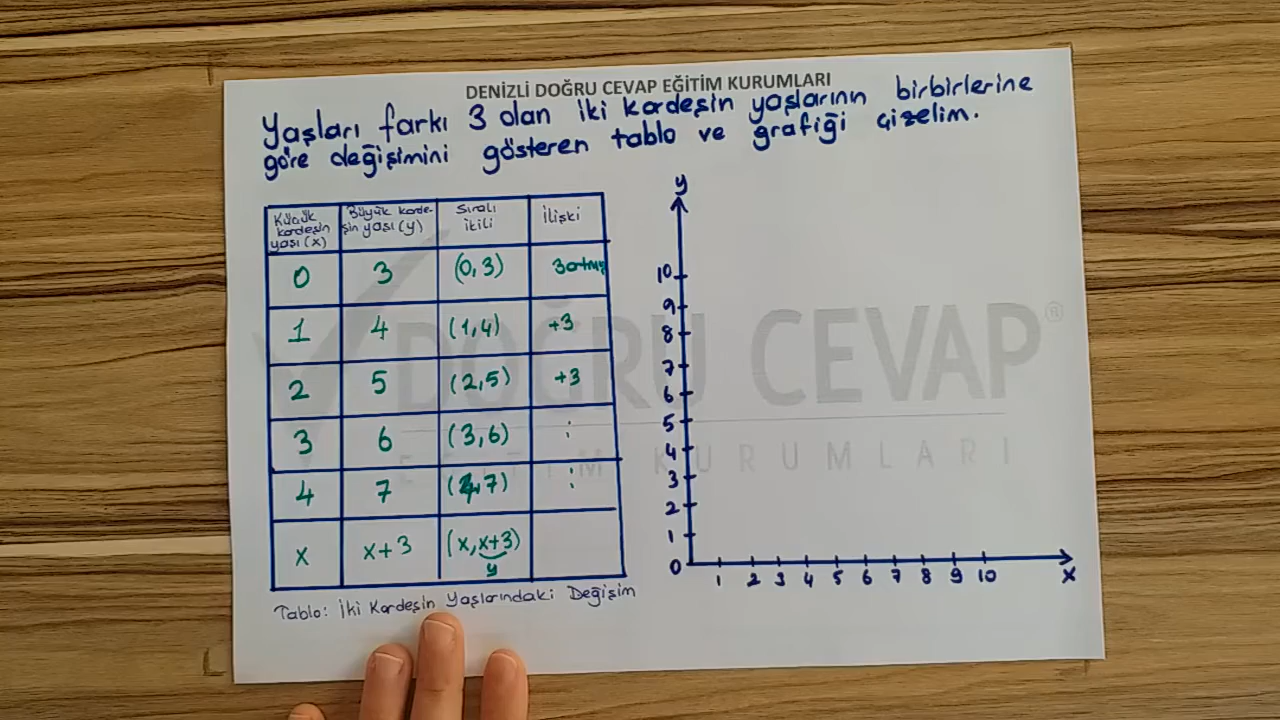 DENİZLİ DOĞRU CEVAP EĞİTİM KURUMLARI
Yaşları farkı 3 olan iki kardeşin yaşlarının birbirlerine
göre değişimini gösteren tablo ve grafiği çizelim.
Küçük kardeşin yaşı (x) Büyük karde-şin yaşı (y) Sıralı ikili İlişki
0 3 (0,3) 3 artmış
1 4 (1,4) +3
2 5 (2,5) +3
3 6 (3,6) :
4 7 (4,7) :
x x+3 (x,x+3)
y
Tablo: İki Kardeşin Yaşlarındaki Değişim
y
10
9
8
7
6
5
4
3
2
1
0 1 2 3 4 5 6 7 8 9 10 x
DOĞRU CEVAP ®
EĞİTİM KURUMLARI